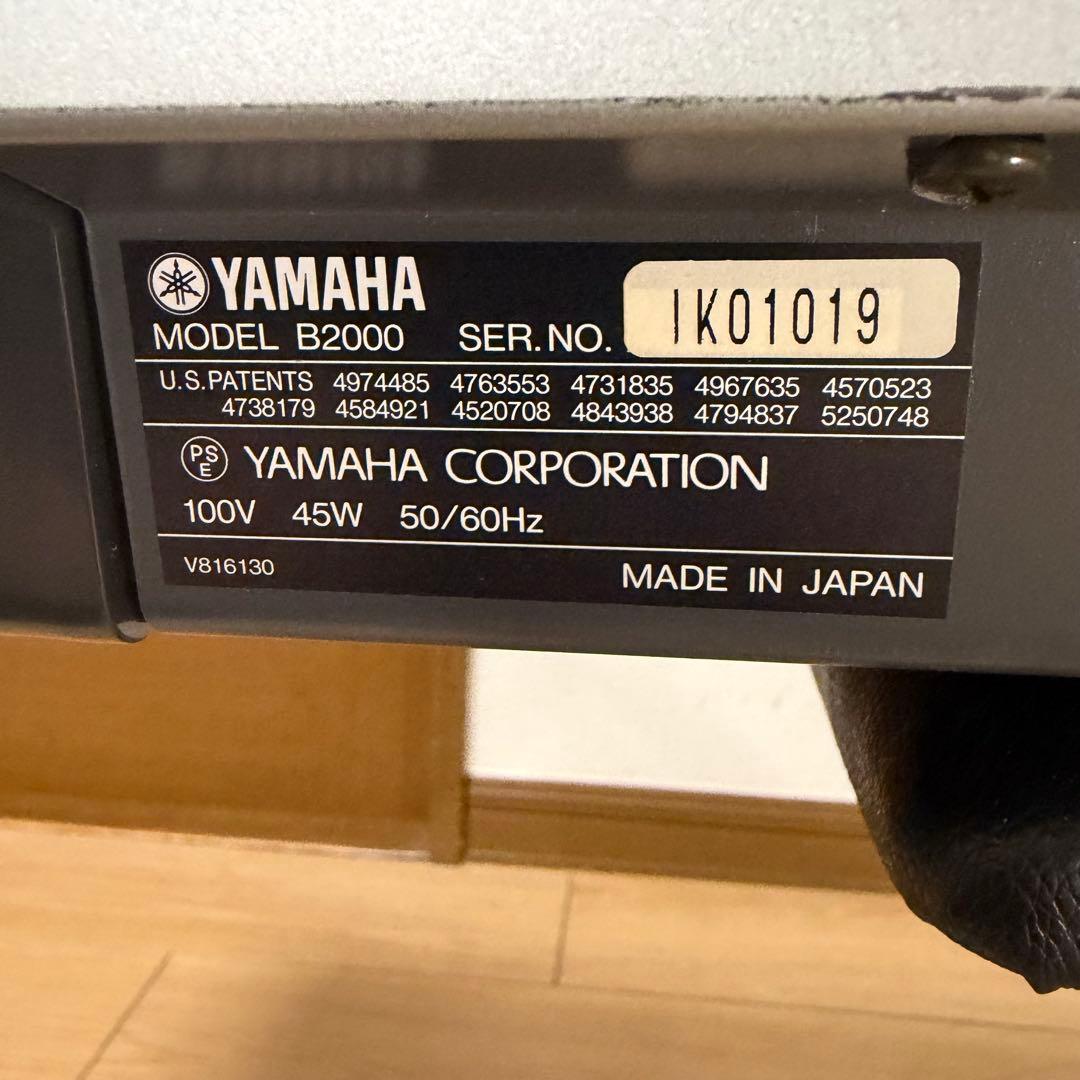 YAMAHA
MODEL B2000 SER.NO. IK01019
U.S.PATENTS 4974485 4763553 4731835 4967635 4570523
4738179 4584921 4520708 4843938 4794837 5250748
PSE YAMAHA CORPORATION
100V 45W 50/60Hz
V816130 MADE IN JAPAN